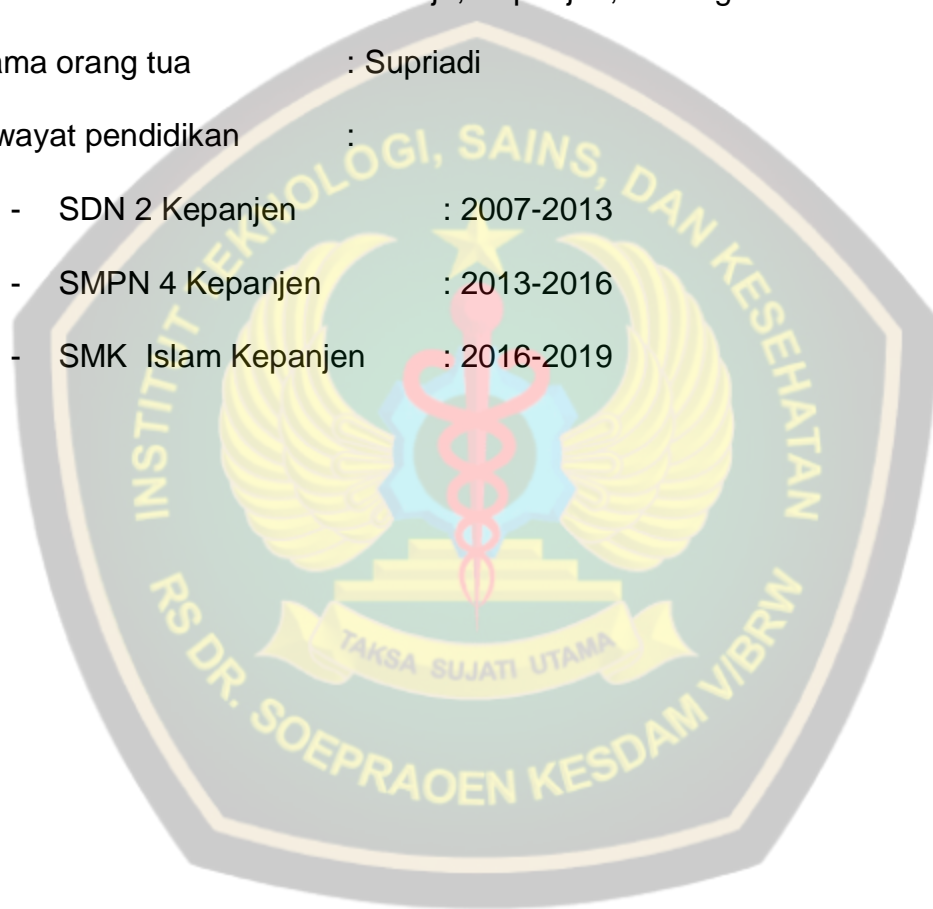 ama orang tua : Supriadi
wayat pendidikan :
- SDN 2 Kepanjen : 2007-2013
- SMPN 4 Kepanjen : 2013-2016
- SMK Islam Kepanjen : 2016-2019
INSTITUT TEKNOLOGI, SAINS, DAN KESEHATAN
TAKSA SUJATI UTAMA
RS DR. SOEPRAOEN KESDAM V/BRW